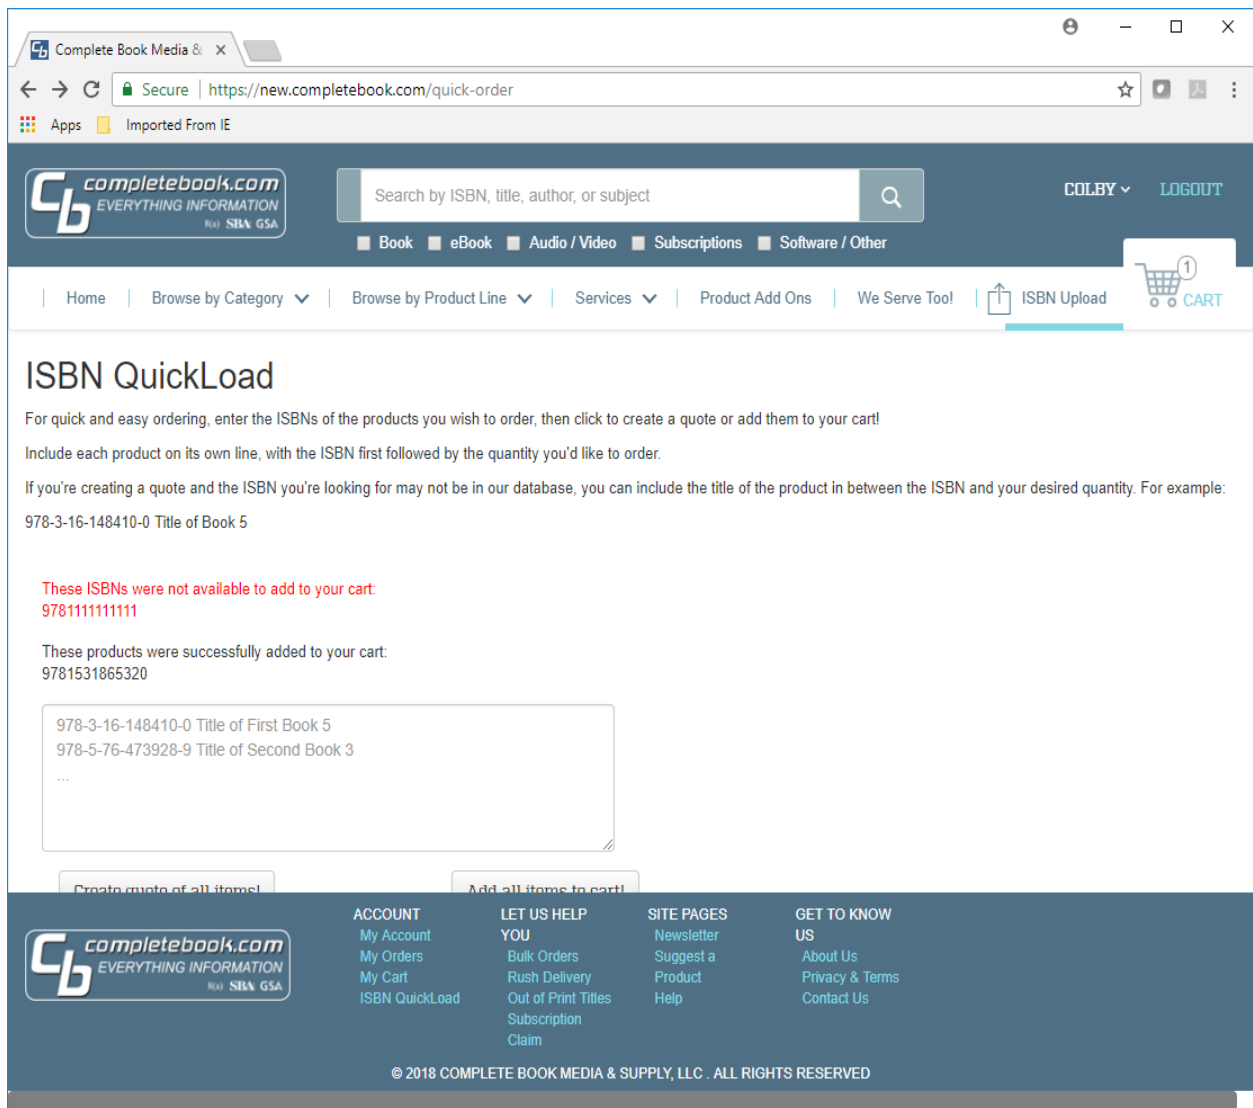 Complete Book Media &
Secure | https://new.completebook.com/quick-order
Apps Imported From IE
completebook.com
EVERYTHING INFORMATION
8(a) SBA GSA
Search by ISBN, title, author, or subject
COLBY LOGOUT
Book eBook Audio / Video Subscriptions Software / Other
1
Home Browse by Category Browse by Product Line Services Product Add Ons We Serve Too! ISBN Upload CART
ISBN QuickLoad
For quick and easy ordering, enter the ISBNs of the products you wish to order, then click to create a quote or add them to your cart!
Include each product on its own line, with the ISBN first followed by the quantity you'd like to order.
If you're creating a quote and the ISBN you're looking for may not be in our database, you can include the title of the product in between the ISBN and your desired quantity. For example:
978-3-16-148410-0 Title of Book 5
These ISBNs were not available to add to your cart:
9781111111111
These products were successfully added to your cart:
9781531865320
978-3-16-148410-0 Title of First Book 5
978-5-76-473928-9 Title of Second Book 3
...
Create quote of all items! Add all items to cart!
completebook.com
EVERYTHING INFORMATION
8(a) SBA GSA
ACCOUNT
My Account
My Orders
My Cart
ISBN QuickLoad
LET US HELP
YOU
Bulk Orders
Rush Delivery
Out of Print Titles
Subscription
Claim
SITE PAGES
Newsletter
Suggest a
Product
Help
GET TO KNOW
US
About Us
Privacy & Terms
Contact Us
© 2018 COMPLETE BOOK MEDIA & SUPPLY, LLC . ALL RIGHTS RESERVED